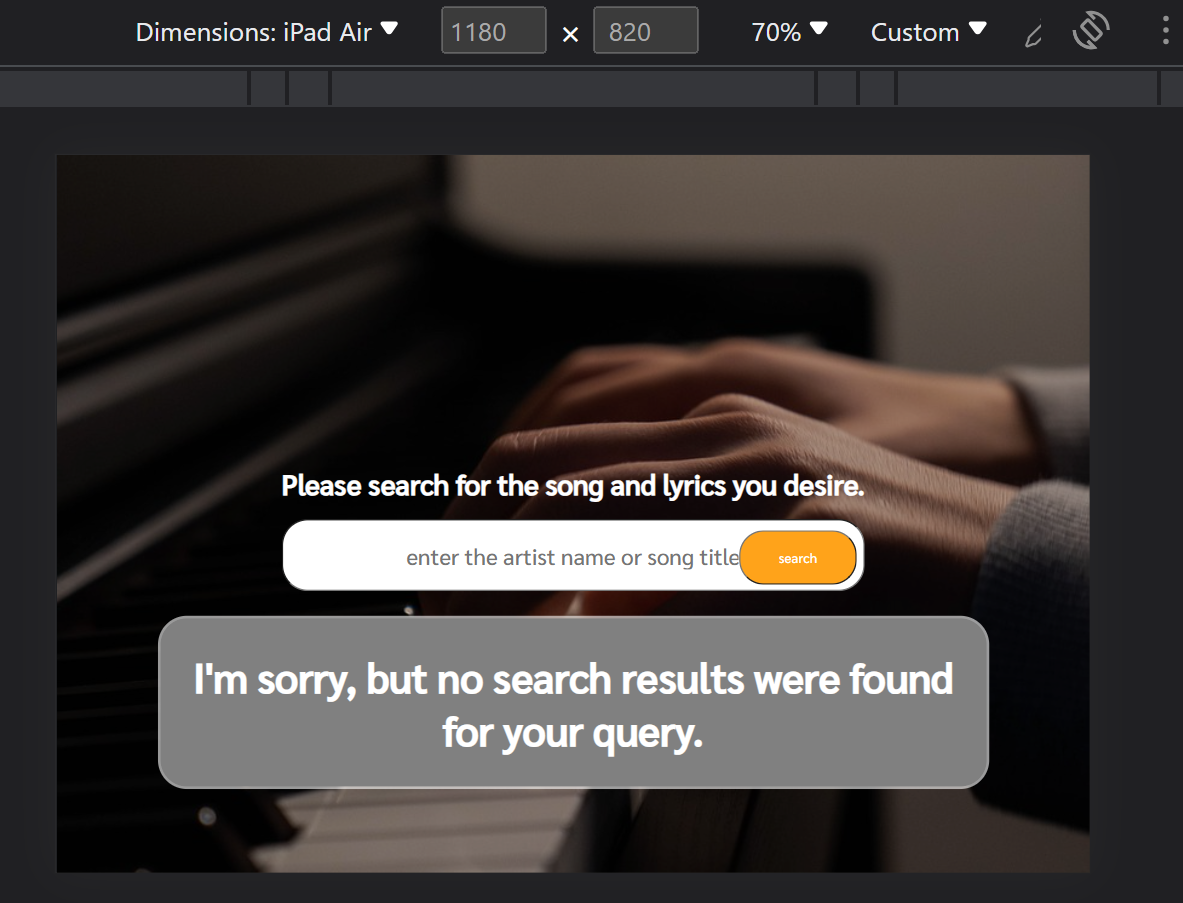 Dimensions: iPad Air 1180 × 820 70% Custom
Please search for the song and lyrics you desire.
enter the artist name or song title search
I'm sorry, but no search results were found
for your query.